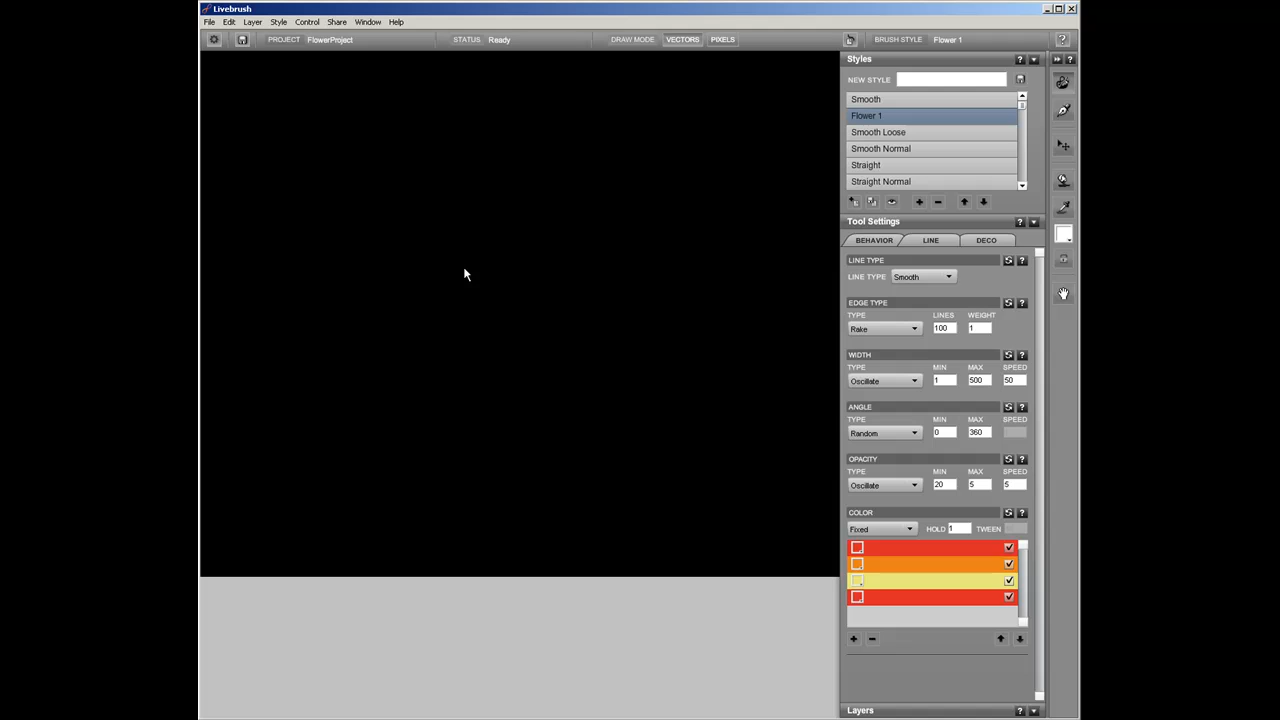 Livebrush
File Edit Layer Style Control Share Window Help
PROJECT FlowerProject STATUS Ready DRAW MODE VECTORS PIXELS BRUSH STYLE Flower 1 ?
Styles ? ?
NEW STYLE
Smooth
Flower 1
Smooth Loose
Smooth Normal
Straight
Straight Normal
Tool Settings ?
BEHAVIOR LINE DECO
LINE TYPE ?
LINE TYPE Smooth
EDGE TYPE ?
TYPE LINES WEIGHT
Rake 100 1
WIDTH ?
TYPE MIN MAX SPEED
Oscillate 1 500 50
ANGLE ?
TYPE MIN MAX SPEED
Random 0 360
OPACITY ?
TYPE MIN MAX SPEED
Oscillate 20 5 5
COLOR ?
Fixed HOLD 1 TWEEN
Layers ?